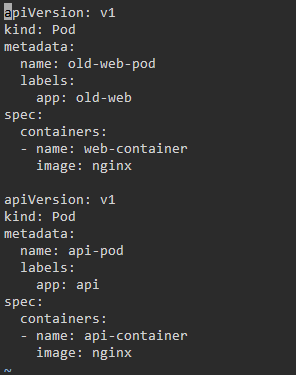 apiVersion: v1
kind: Pod
metadata:
  name: old-web-pod
  labels:
    app: old-web
spec:
  containers:
  - name: web-container
    image: nginx

apiVersion: v1
kind: Pod
metadata:
  name: api-pod
  labels:
    app: api
spec:
  containers:
  - name: api-container
    image: nginx
~